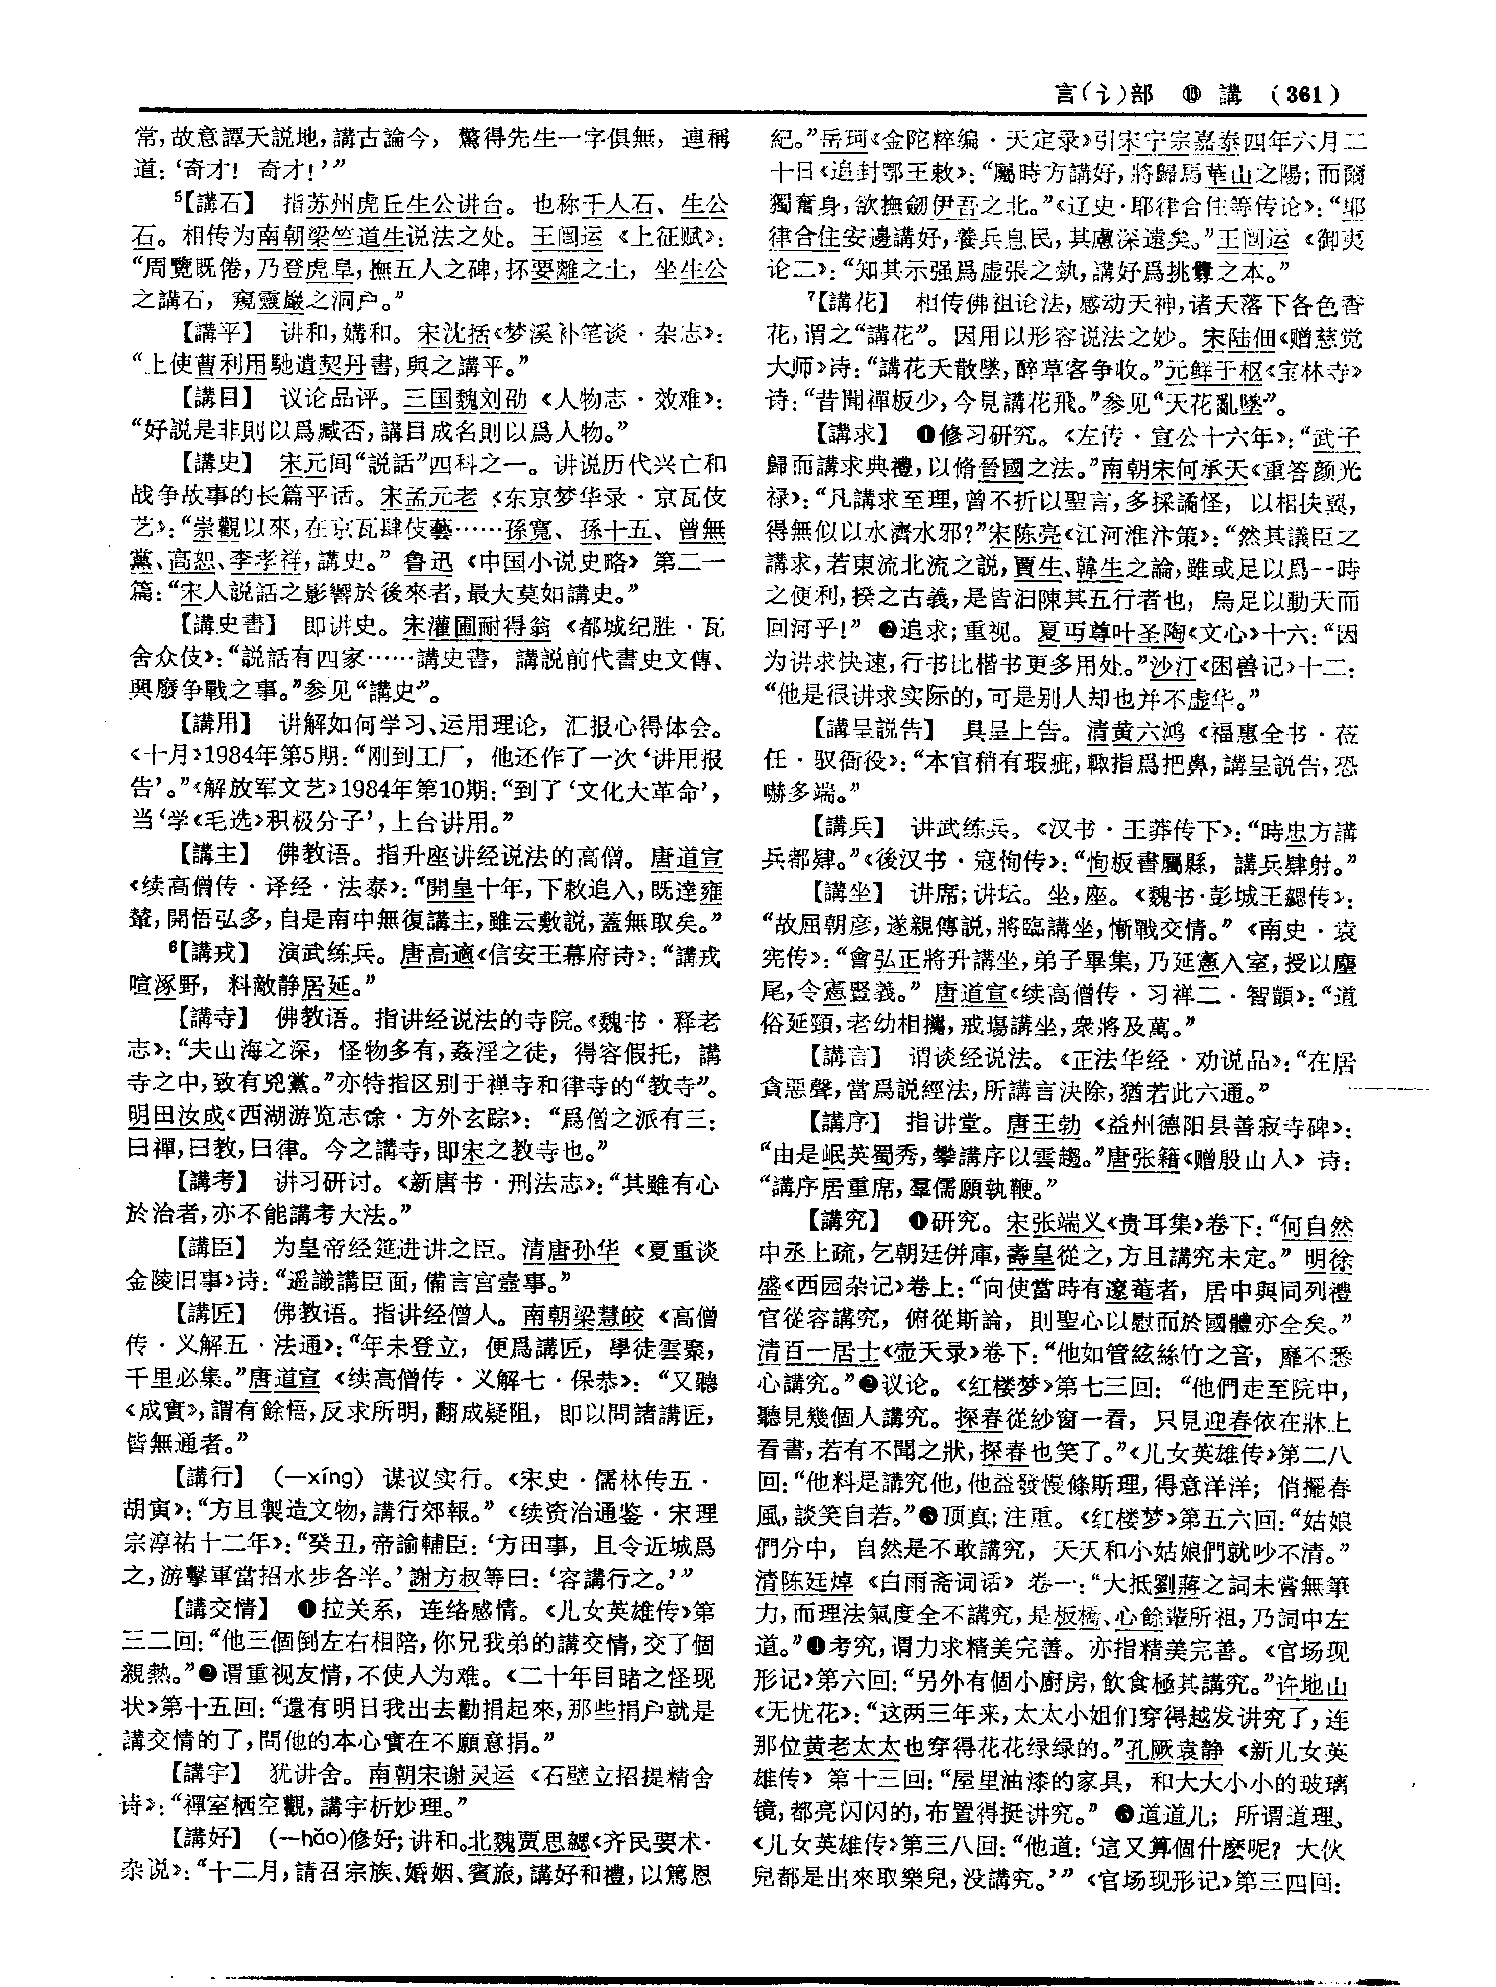 言(讠)部 ⑩ 講 (361)
常,故意譚天説地,講古論今,驚得先生一字俱無,連稱
道:‘奇才!奇才!’”
5【講石】 指苏州虎丘生公讲台。也称千人石、生公
石。相传为南朝梁竺道生说法之处。王闿运《上征赋》:
“周覽既倦,乃登虎阜,撫五人之碑,抔要離之土,坐生公
之講石,窺靈巖之洞户。”
【講平】 讲和,媾和。宋沈括《梦溪补笔谈·杂志》:
“上使曹利用馳遺契丹書,與之講平。”
【講目】 议论品评。三国魏刘劭《人物志·效难》:
“好説是非則以爲臧否,講目成名則以爲人物。”
【講史】 宋元间“説話”四科之一。讲说历代兴亡和
战争故事的长篇平话。宋孟元老《东京梦华录·京瓦伎
艺》:“崇觀以來,在京瓦肆伎藝……孫寬、孫十五、曾無
黨、高恕、李孝祥,講史。”鲁迅《中国小说史略》第二一
篇:“宋人説話之影響於後來者,最大莫如講史。”
【講史書】 即讲史。宋灌圃耐得翁《都城纪胜·瓦
舍众伎》:“説話有四家……講史書,講説前代書史文傳、
興廢争戰之事。”参见“講史”。
【講用】 讲解如何学习、运用理论,汇报心得体会。
《十月》1984年第5期:“刚到工厂,他还作了一次‘讲用报
告’。”《解放军文艺》1984年第10期:“到了‘文化大革命’,
当‘学《毛选》积极分子’,上台讲用。”
【講主】 佛教语。指升座讲经说法的高僧。唐道宣
《续高僧传·译经·法泰》:“開皇十年,下敕追入,既達雍
輦,開悟弘多,自是南中無復講主,雖云敷説,蓋無取矣。”
6【講戎】 演武练兵。唐高適《信安王幕府诗》:“講戎
喧涿野,料敵静居延。”
【講寺】 佛教语。指讲经说法的寺院。《魏书·释老
志》:“夫山海之深,怪物多有,姦淫之徒,得容假托,講
寺之中,致有兇黨。”亦特指区别于禅寺和律寺的“教寺”。
明田汝成《西湖游览志馀·方外玄踪》:“爲僧之派有三:
曰禪,曰教,曰律。今之講寺,即宋之教寺也。”
【講考】 讲习研讨。《新唐书·刑法志》:“其雖有心
於治者,亦不能講考大法。”
【講臣】 为皇帝经筵进讲之臣。清唐孙华《夏重谈
金陵旧事》诗:“遥識講臣面,備言宫壼事。”
【講匠】 佛教语。指讲经僧人。南朝梁慧皎《高僧
传·义解五·法通》:“年未登立,便爲講匠,學徒雲聚,
千里必集。”唐道宣《续高僧传·义解七·保恭》:“又聽
《成實》,謂有餘悟,反求所明,翻成疑阻,即以問諸講匠,
皆無通者。”
【講行】 (—xíng) 谋议实行。《宋史·儒林传五·
胡寅》:“方且製造文物,講行郊報。”《续资治通鉴·宋理
宗淳祐十二年》:“癸丑,帝諭輔臣:‘方田事,且令近城爲
之,游擊軍當招水步各半。’謝方叔等曰:‘容講行之。’”
【講交情】 ❶拉关系,连络感情。《儿女英雄传》第
三二回:“他三個倒左右相陪,你兄我弟的講交情,交了個
親熱。”❷谓重视友情,不使人为难。《二十年目睹之怪现
状》第十五回:“還有明日我出去勸捐起來,那些捐户就是
講交情的了,問他的本心實在不願意捐。”
【講宇】 犹讲舍。南朝宋谢灵运《石壁立招提精舍
诗》:“禪室栖空觀,講宇析妙理。”
【講好】 (—hǎo)修好;讲和。北魏贾思勰《齐民要术·
杂说》:“十二月,請召宗族、婚姻、賓旅,講好和禮,以篤恩
紀。”岳珂《金陀粹编·天定录》引宋宁宗嘉泰四年六月二
十日《追封鄂王敕》:“屬時方講好,將歸馬華山之陽;而爾
獨奮身,欲撫劒伊吾之北。”《辽史·耶律合住等传论》:“耶
律合住安邊講好,養兵息民,其慮深遠矣。”王闿运《御夷
论二》:“知其示强爲虚張之埶,講好爲挑釁之本。”
7【講花】 相传佛祖论法,感动天神,诸天落下各色香
花,谓之“講花”。因用以形容说法之妙。宋陆佃《赠慈觉
大师》诗:“講花天散墜,醉草客争收。”元鲜于枢《宝林寺》
诗:“昔聞禪板少,今見講花飛。”参见“天花亂墜”。
【講求】 ❶修习研究。《左传·宣公十六年》:“武子
歸而講求典禮,以脩晉國之法。”南朝宋何承天《重答颜光
禄》:“凡講求至理,曾不折以聖言,多採譎怪,以相扶翼,
得無似以水濟水邪?”宋陈亮《江河淮汴策》:“然其議臣之
講求,若東流北流之説,賈生、韓生之論,雖或足以爲一時
之便利,揆之古義,是皆汩陳其五行者也,烏足以動天而
回河乎!”❷追求;重视。夏丏尊叶圣陶《文心》十六:“因
为讲求快速,行书比楷书更多用处。”沙汀《困兽记》十二:
“他是很讲求实际的,可是别人却也并不虚华。”
【講呈説告】 具呈上告。清黄六鸿《福惠全书·莅
任·驭衙役》:“本官稍有瑕疵,輒指爲把鼻,講呈説告,恐
嚇多端。”
【講兵】 讲武练兵。《汉书·王莽传下》:“時忠方講
兵都肄。”《後汉书·寇恂传》:“恂板書屬縣,講兵肄射。”
【講坐】 讲席;讲坛。坐,座。《魏书·彭城王勰传》:
“故屈朝彦,遂親傳説,將臨講坐,慚戰交情。”《南史·袁
宪传》:“會弘正將升講坐,弟子畢集,乃延憲入室,授以麈
尾,令憲豎義。”唐道宣《续高僧传·习禅二·智顗》:“道
俗延頸,老幼相攜,戒場講坐,衆將及萬。”
【講言】 谓谈经说法。《正法华经·劝说品》:“在居
貪惡聲,當爲説經法,所講言決除,猶若此六通。”
【講序】 指讲堂。唐王勃《益州德阳县善寂寺碑》:
“由是岷英蜀秀,攀講序以雲趨。”唐张籍《赠殷山人》诗:
“講序居重席,羣儒願執鞭。”
【講究】 ❶研究。宋张端义《贵耳集》卷下:“何自然
中丞上疏,乞朝廷併庫,壽皇從之,方且講究未定。”明徐
盛《西园杂记》卷上:“向使當時有遼菴者,居中與同列禮
官從容講究,俯從斯論,則聖心以慰而於國體亦全矣。”
清百一居士《壶天录》卷下:“他如管絃絲竹之音,靡不悉
心講究。”❷议论。《红楼梦》第七三回:“他們走至院中,
聽見幾個人講究。探春從紗窗一看,只見迎春依在牀上
看書,若有不聞之狀,探春也笑了。”《儿女英雄传》第二八
回:“他料是講究他,他益發慢條斯理,得意洋洋;俏擺春
風,談笑自若。”❸顶真;注重。《红楼梦》第五六回:“姑娘
們分中,自然是不敢講究,天天和小姑娘們就吵不清。”
清陈廷焯《白雨斋词话》卷一:“大抵劉蔣之詞未嘗無筆
力,而理法氣度全不講究,是板橋、心餘輩所祖,乃詞中左
道。”❹考究,谓力求精美完善。亦指精美完善。《官场现
形记》第六回:“另外有個小廚房,飲食極其講究。”许地山
《无忧花》:“这两三年来,太太小姐们穿得越发讲究了,连
那位黄老太太也穿得花花绿绿的。”孔厥袁静《新儿女英
雄传》第十三回:“屋里油漆的家具,和大大小小的玻璃
镜,都亮闪闪的,布置得挺讲究。”❺道道儿;所谓道理。
《儿女英雄传》第三八回:“他道:‘這又算個什麽呢?大伙
兒都是出來取樂兒,没講究。’”《官场现形记》第三四回: